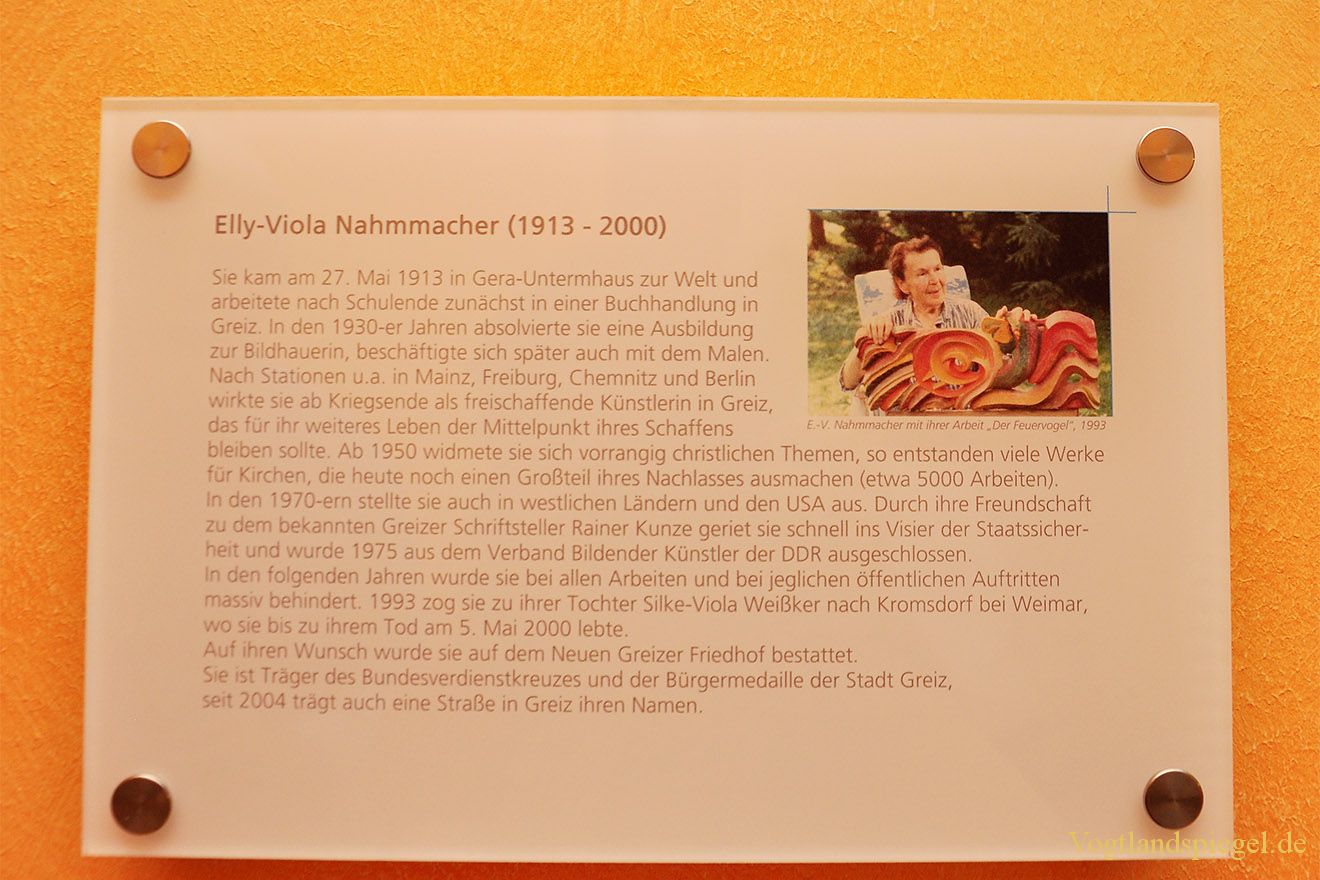 Elly-Viola Nahmmacher (1913 - 2000)
Sie kam am 27. Mai 1913 in Gera-Untermhaus zur Welt und
arbeitete nach Schulende zunächst in einer Buchhandlung in
Greiz. In den 1930-er Jahren absolvierte sie eine Ausbildung
zur Bildhauerin, beschäftigte sich später auch mit dem Malen.
Nach Stationen u.a. in Mainz, Freiburg, Chemnitz und Berlin
wirkte sie ab Kriegsende als freischaffende Künstlerin in Greiz,
das für ihr weiteres Leben der Mittelpunkt ihres Schaffens
bleiben sollte. Ab 1950 widmete sie sich vorrangig christlichen Themen, so entstanden viele Werke
für Kirchen, die heute noch einen Großteil ihres Nachlasses ausmachen (etwa 5000 Arbeiten).
In den 1970-ern stellte sie auch in westlichen Ländern und den USA aus. Durch ihre Freundschaft
zu dem bekannten Greizer Schriftsteller Rainer Kunze geriet sie schnell ins Visier der Staatssicher-
heit und wurde 1975 aus dem Verband Bildender Künstler der DDR ausgeschlossen.
In den folgenden Jahren wurde sie bei allen Arbeiten und bei jeglichen öffentlichen Auftritten
massiv behindert. 1993 zog sie zu ihrer Tochter Silke-Viola Weißker nach Kromsdorf bei Weimar,
wo sie bis zu ihrem Tod am 5. Mai 2000 lebte.
Auf ihren Wunsch wurde sie auf dem Neuen Greizer Friedhof bestattet.
Sie ist Träger des Bundesverdienstkreuzes und der Bürgermedaille der Stadt Greiz,
seit 2004 trägt auch eine Straße in Greiz ihren Namen.
E.-V. Nahmmacher mit ihrer Arbeit „Der Feuervogel", 1993
Vogtlandspiegel.de